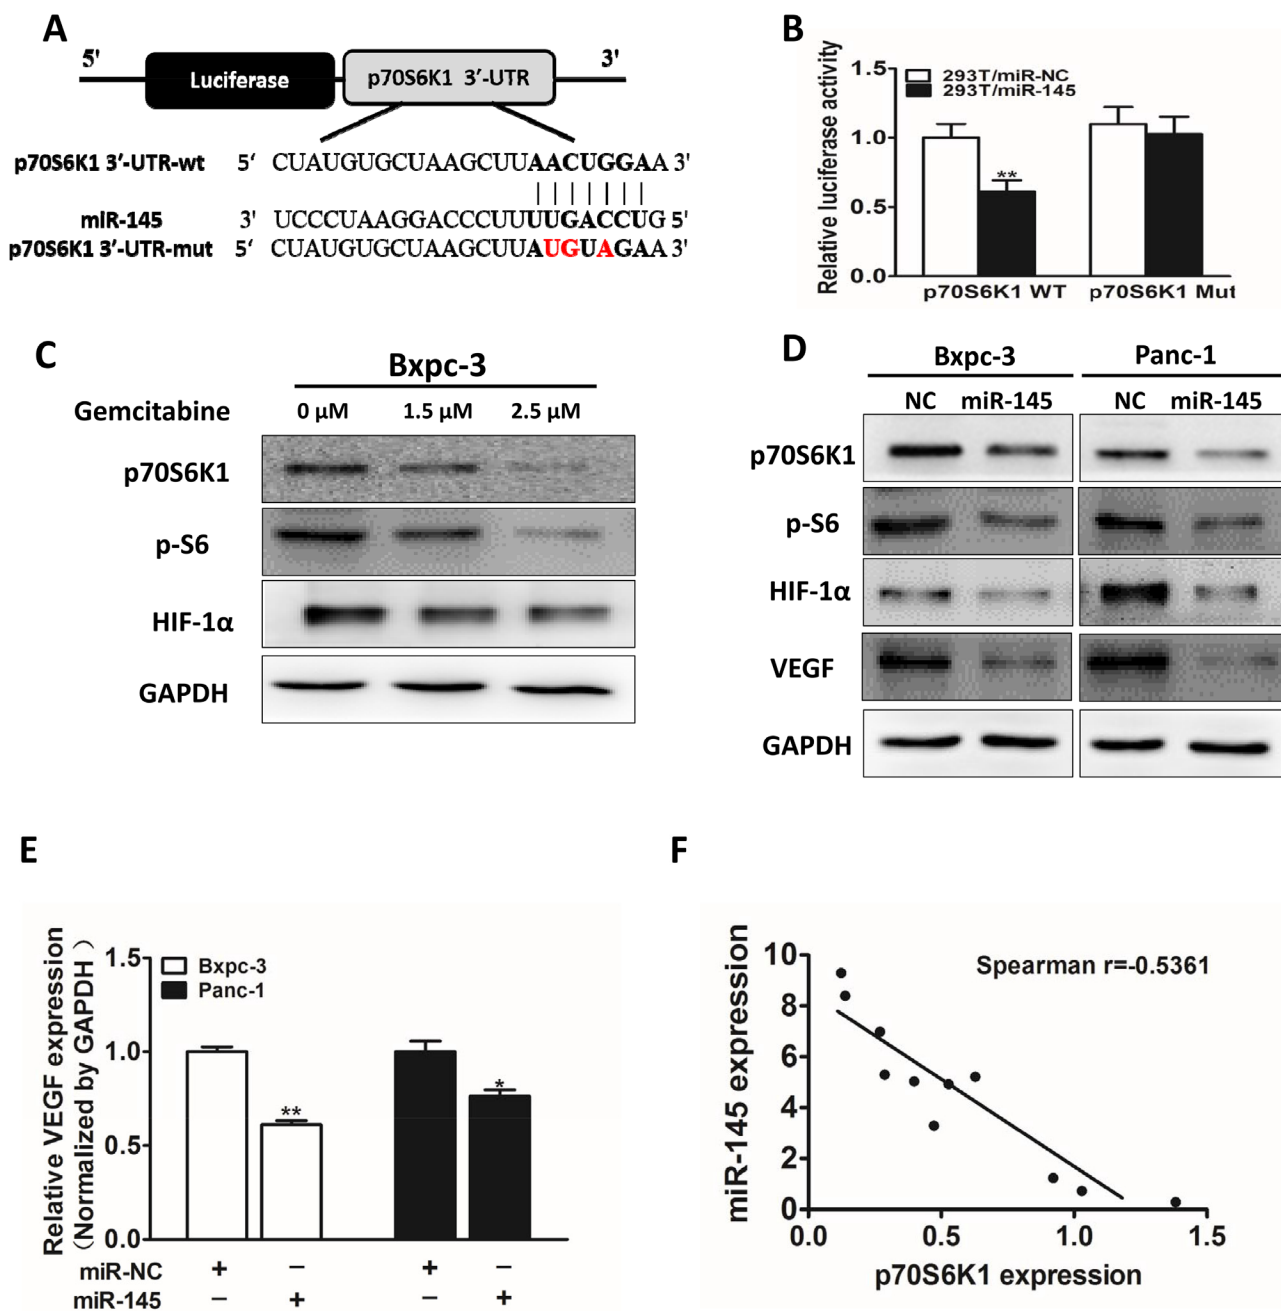 A
5' 3'
Luciferase p70S6K1 3′-UTR
p70S6K1 3′-UTR-wt 5‘ CUAUGUGCUAAGCUUAACUGGAA 3'
miR-145 3' UCCCUAAGGACCCUUUUGACCUG 5'
p70S6K1 3′-UTR-mut 5‘ CUAUGUGCUAAGCUUAUGUAGAA 3'
B
Relative luciferase activity
1.5
1.0
0.5
0.0
293T/miR-NC
293T/miR-145
**
p70S6K1 WT p70S6K1 Mut
C
Bxpc-3
Gemcitabine 0 μM 1.5 μM 2.5 μM
p70S6K1
p-S6
HIF-1α
GAPDH
D
Bxpc-3 Panc-1
NC miR-145 NC miR-145
p70S6K1
p-S6
HIF-1α
VEGF
GAPDH
E
Relative VEGF expression
（Normalized by GAPDH）
1.5
1.0
0.5
0.0
Bxpc-3
Panc-1
**
*
miR-NC + − + −
miR-145 − + − +
F
miR-145 expression
10
8
6
4
2
0
Spearman r=-0.5361
0.0 0.5 1.0 1.5
p70S6K1 expression